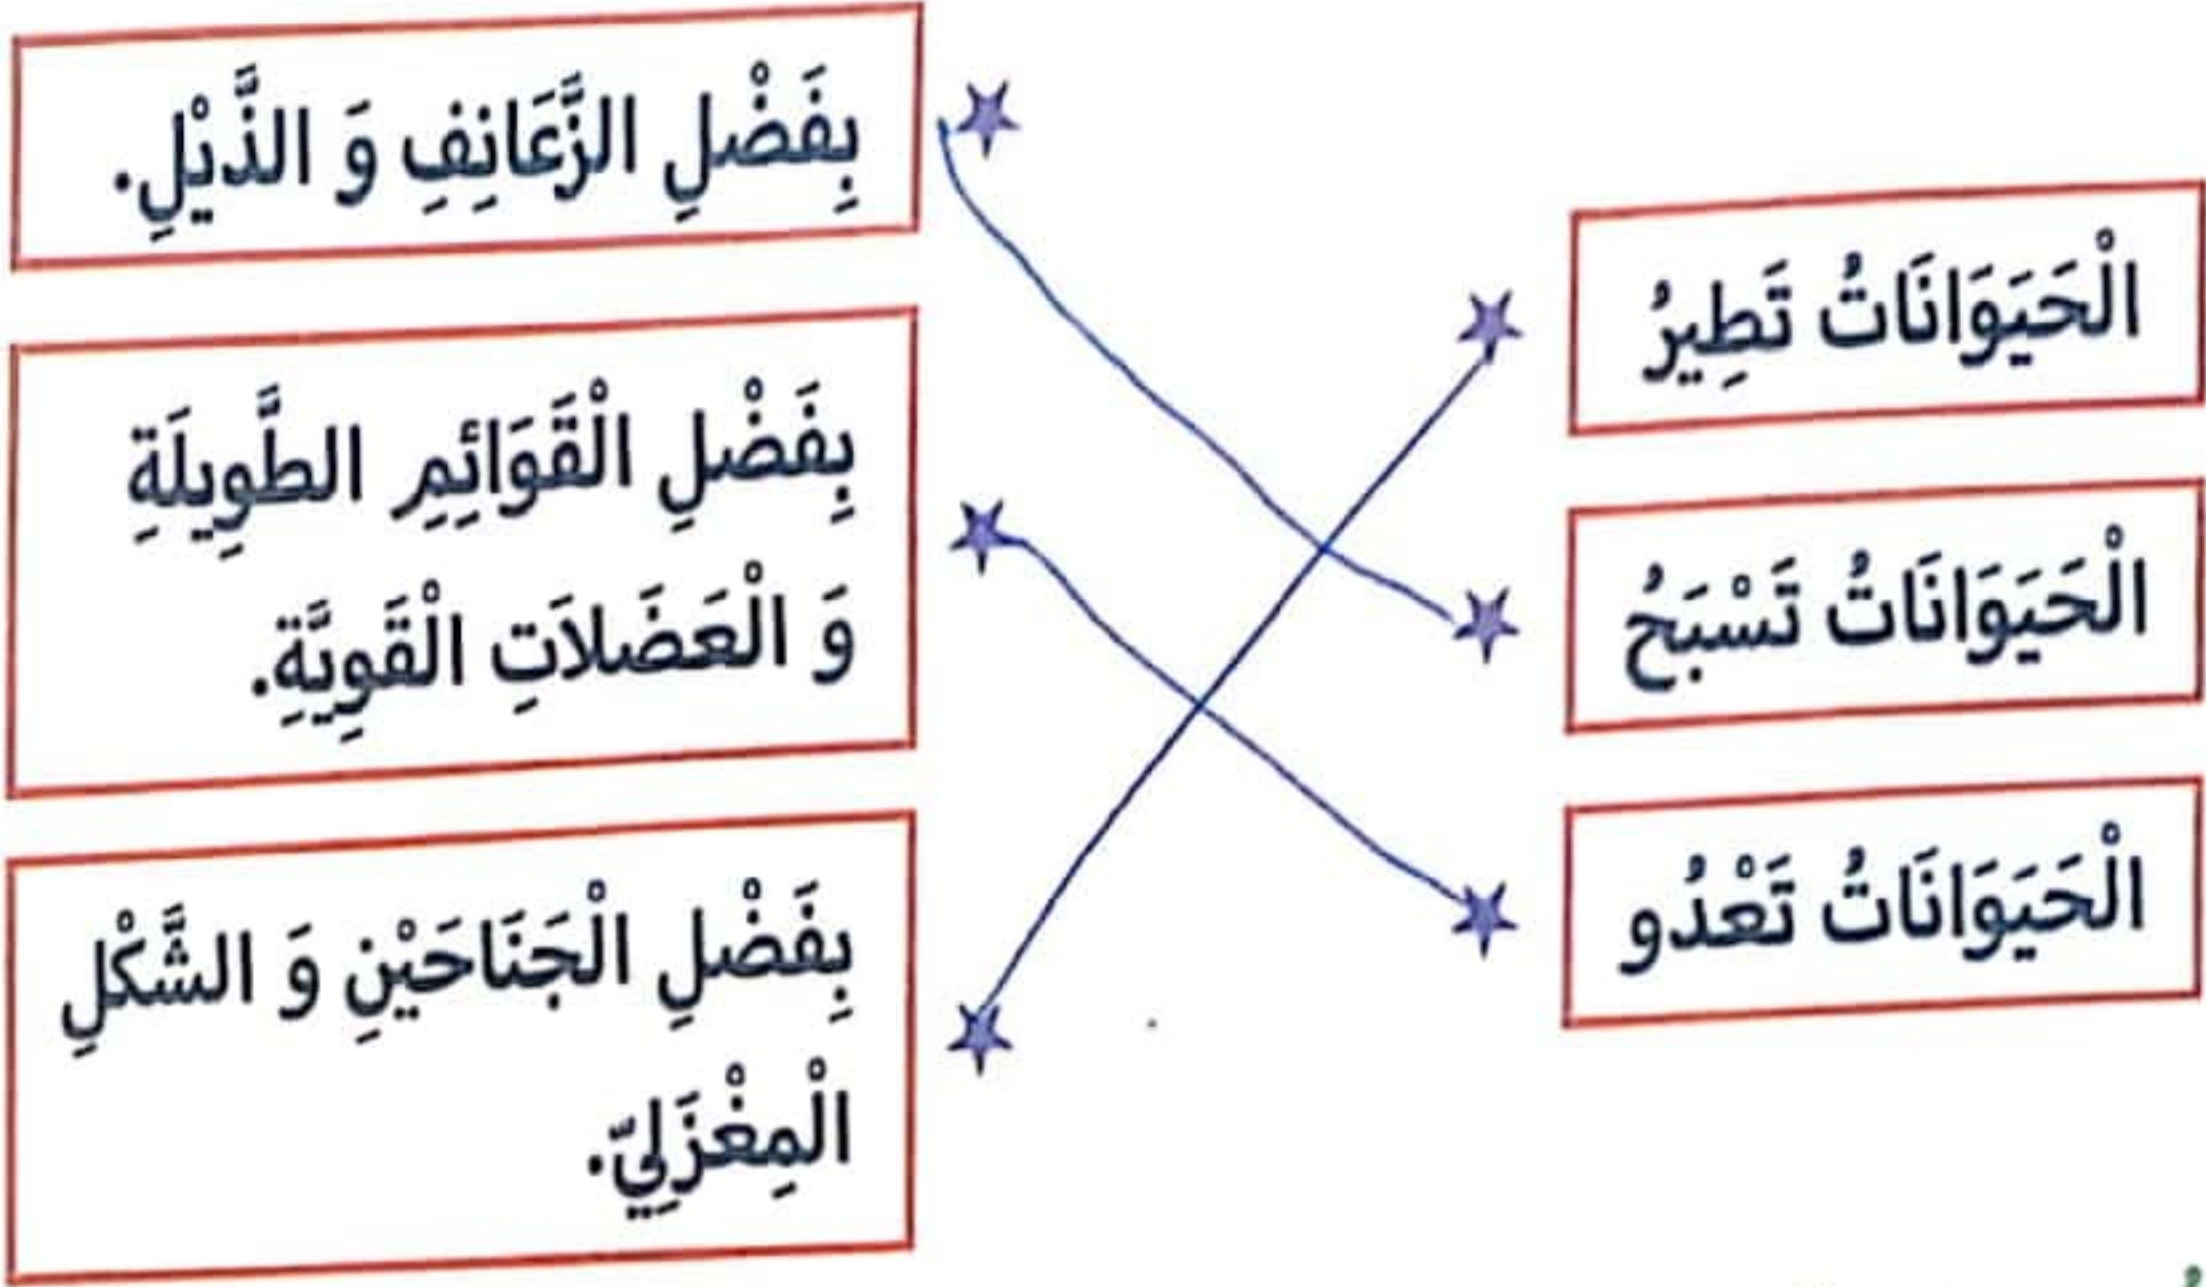 الْحَيَوَانَاتُ تَطِيرُ
الْحَيَوَانَاتُ تَسْبَحُ
الْحَيَوَانَاتُ تَعْدُو
بِفَضْلِ الزَّعَانِفِ وَ الذَّيْلِ.
بِفَضْلِ الْقَوَائِمِ الطَّوِيلَةِ
وَ الْعَضَلاَتِ الْقَوِيَّةِ.
بِفَضْلِ الْجَنَاحَيْنِ وَ الشَّكْلِ
الْمِغْزَلِيِّ.